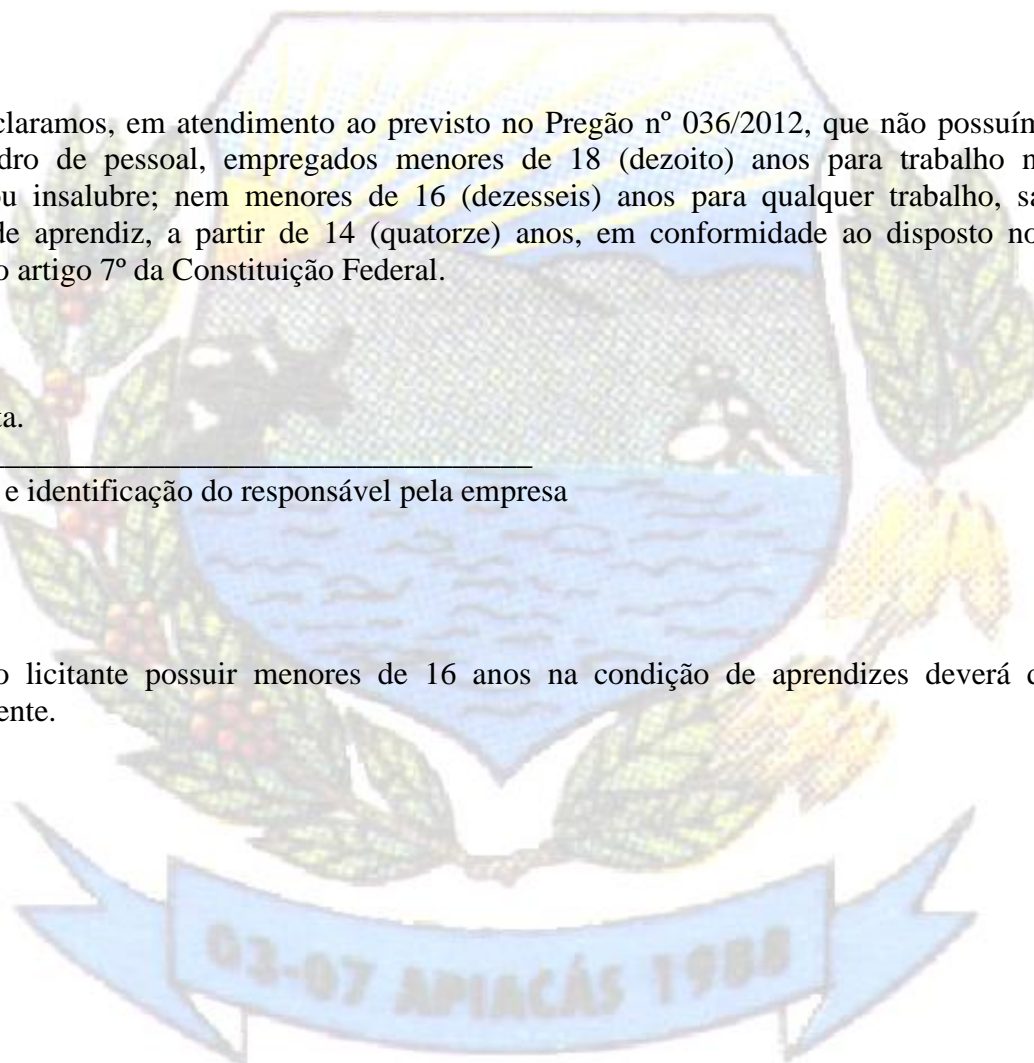 claramos, em atendimento ao previsto no Pregão nº 036/2012, que não possuím
dro de pessoal, empregados menores de 18 (dezoito) anos para trabalho n
ou insalubre; nem menores de 16 (dezesseis) anos para qualquer trabalho, sa
de aprendiz, a partir de 14 (quatorze) anos, em conformidade ao disposto no
o artigo 7º da Constituição Federal.
ta.
e identificação do responsável pela empresa
o licitante possuir menores de 16 anos na condição de aprendizes deverá d
ente.
03-07 APIACÁS 1988